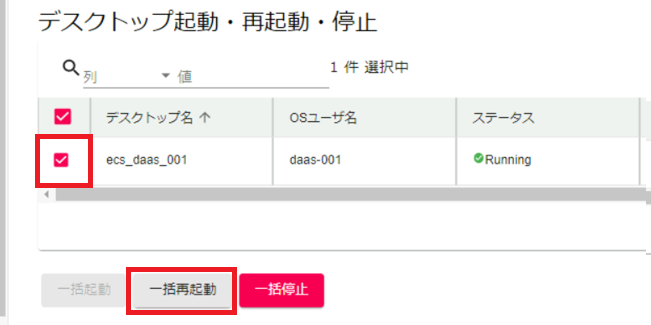 デスクトップ起動・再起動・停止
列 値 1 件 選択中
デスクトップ名 ↑ OSユーザ名 ステータス
ecs_daas_001 daas-001 Running
一括起動 一括再起動 一括停止